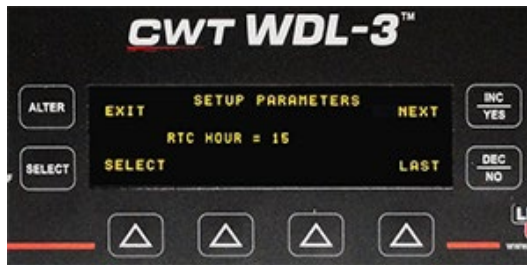 CWT WDL-3™
ALTER
EXIT
SETUP PARAMETERS
NEXT
INC
YES
RTC HOUR = 15
SELECT
SELECT
LAST
DEC
NO